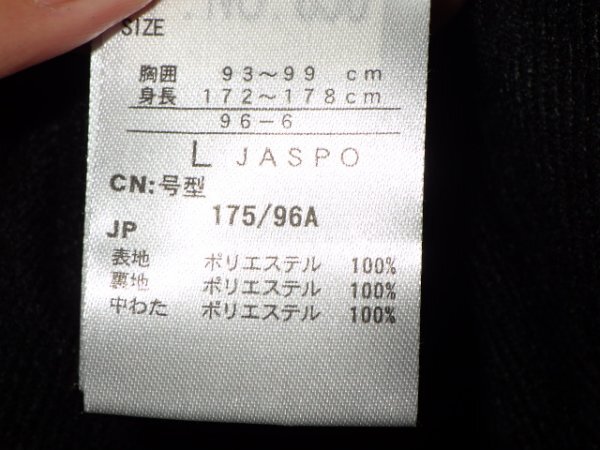 SIZE
胸囲 93～99 cm
身長 172～178cm
96-6
L JASPO
CN:号型
175/96A
JP
表地 ポリエステル 100%
裏地 ポリエステル 100%
中わた ポリエステル 100%